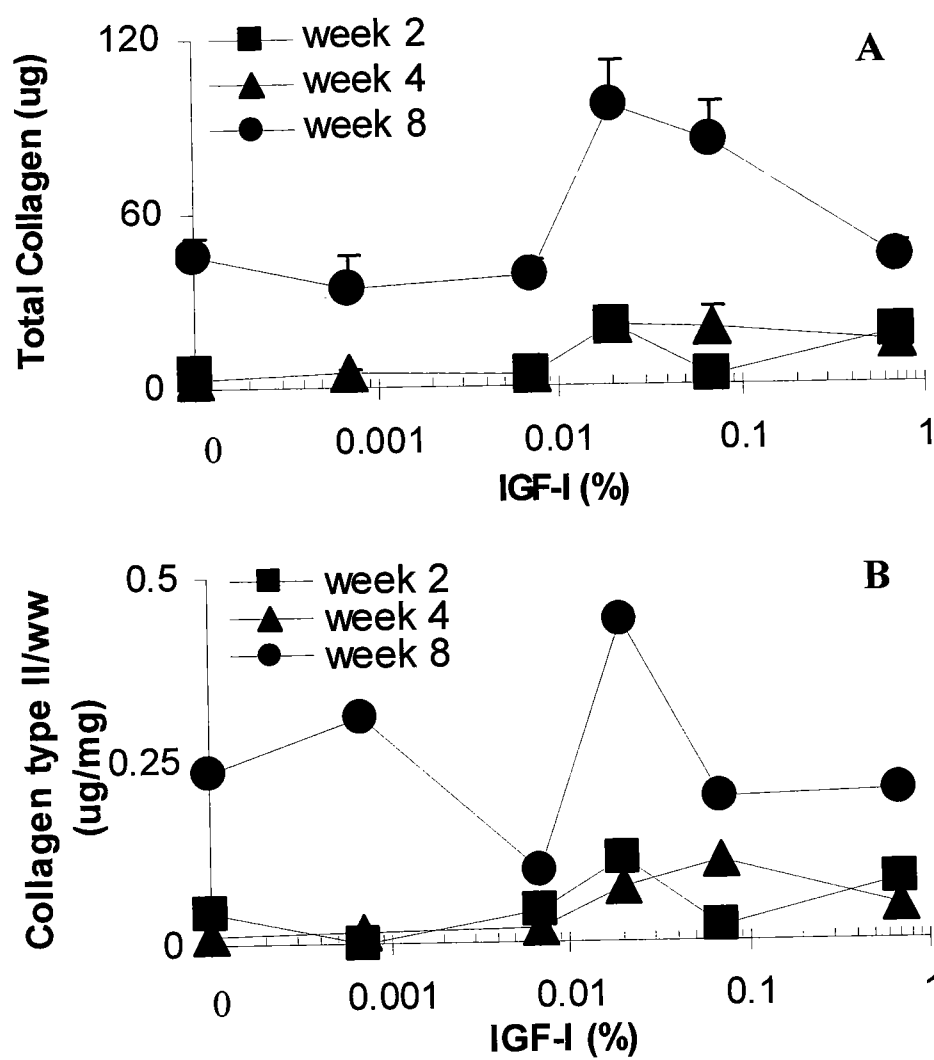 120
week 2
A
week 4
week 8
Total Collagen (ug)
60
0
0 0.001 0.01 0.1 1
IGF-I (%)
0.5
week 2
B
week 4
week 8
Collagen type II/ww
(ug/mg)
0.25
0
0 0.001 0.01 0.1 1
IGF-I (%)